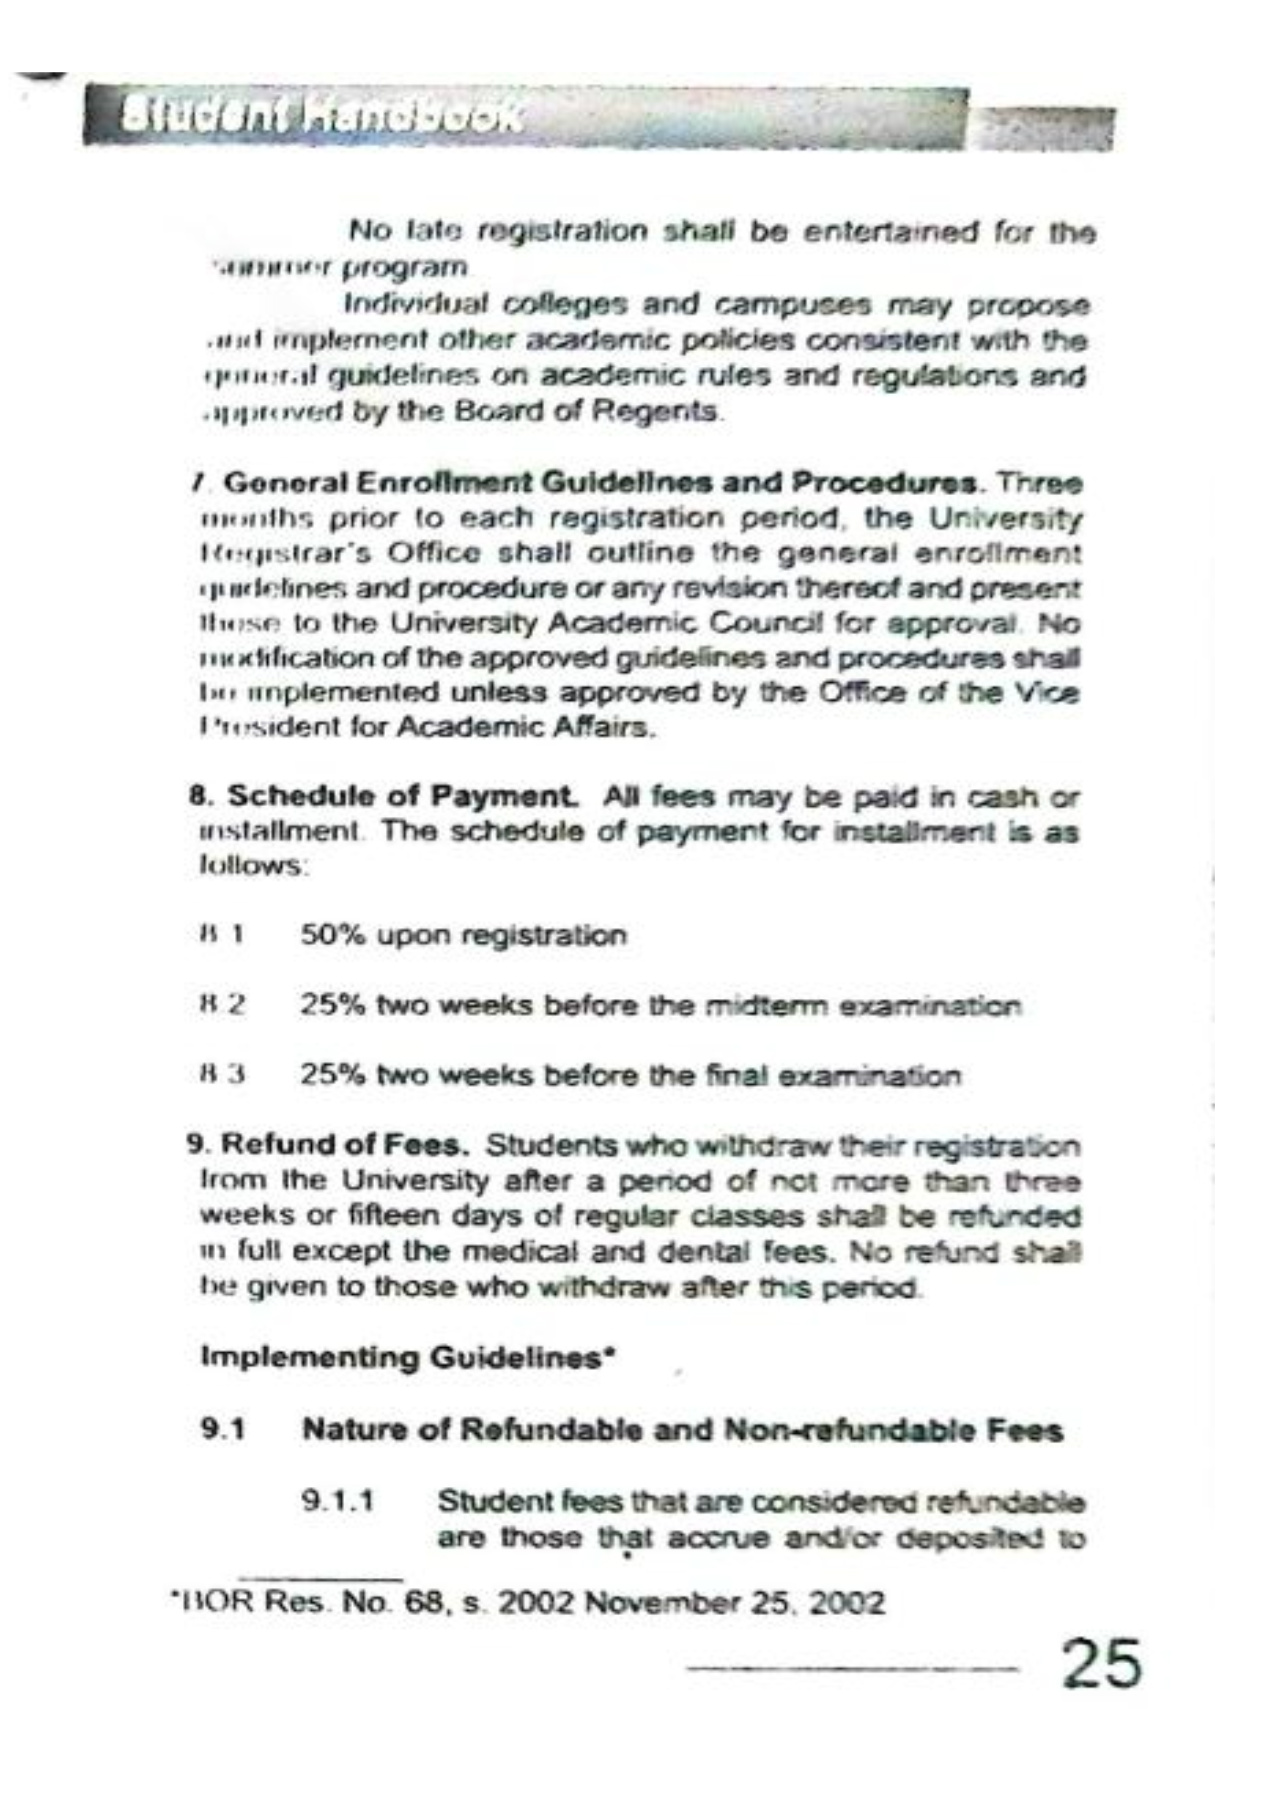 Student Handbook
No late registration shall be entertained for the
summer program
Individual colleges and campuses may propose
and implement other academic policies consistent with the
general guidelines on academic rules and regulations and
approved by the Board of Regents.
7. General Enrollment Guidelines and Procedures. Three
months prior to each registration period, the University
Registrar's Office shall outline the general enrollment
guidelines and procedure or any revision thereof and present
these to the University Academic Council for approval. No
modification of the approved guidelines and procedures shall
be implemented unless approved by the Office of the Vice
President for Academic Affairs.
8. Schedule of Payment. All fees may be paid in cash or
installment. The schedule of payment for installment is as
follows:
8.1 50% upon registration
8.2 25% two weeks before the midterm examination
8.3 25% two weeks before the final examination
9. Refund of Fees. Students who withdraw their registration
from the University after a period of not more than three
weeks or fifteen days of regular classes shall be refunded
in full except the medical and dental fees. No refund shall
be given to those who withdraw after this period.
Implementing Guidelines*
9.1 Nature of Refundable and Non-refundable Fees
9.1.1 Student fees that are considered refundable
are those that accrue and/or deposited to
*BOR Res. No. 68, s. 2002 November 25, 2002
25